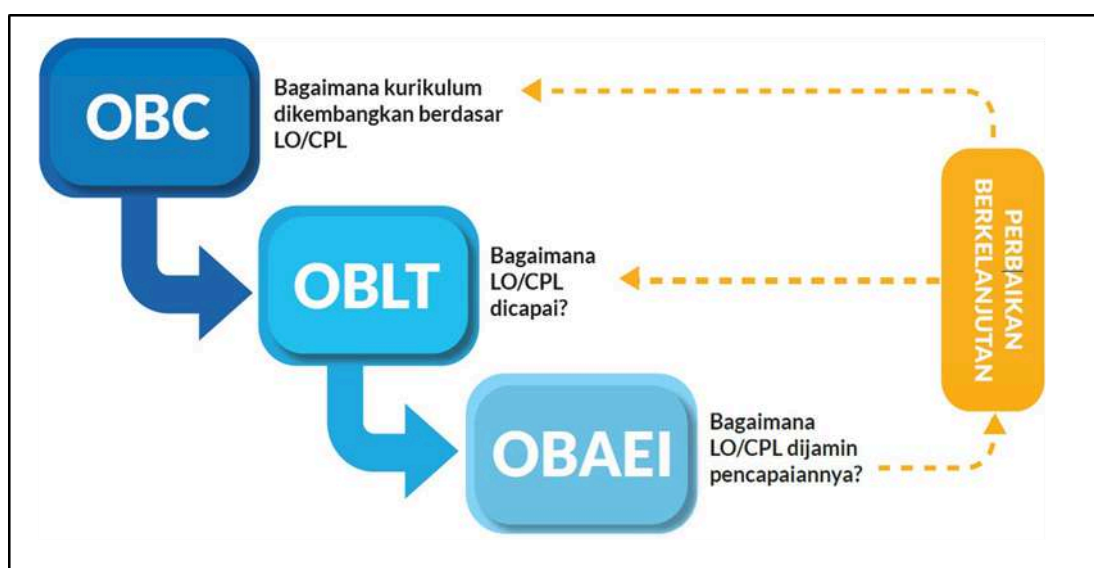 OBC
Bagaimana kurikulum
dikembangkan berdasar
LO/CPL
OBLT
Bagaimana
LO/CPL
dicapai?
OBAEI
Bagaimana
LO/CPL dijamin
pencapaiannya?
PERBAIKAN
BERKELANJUTAN